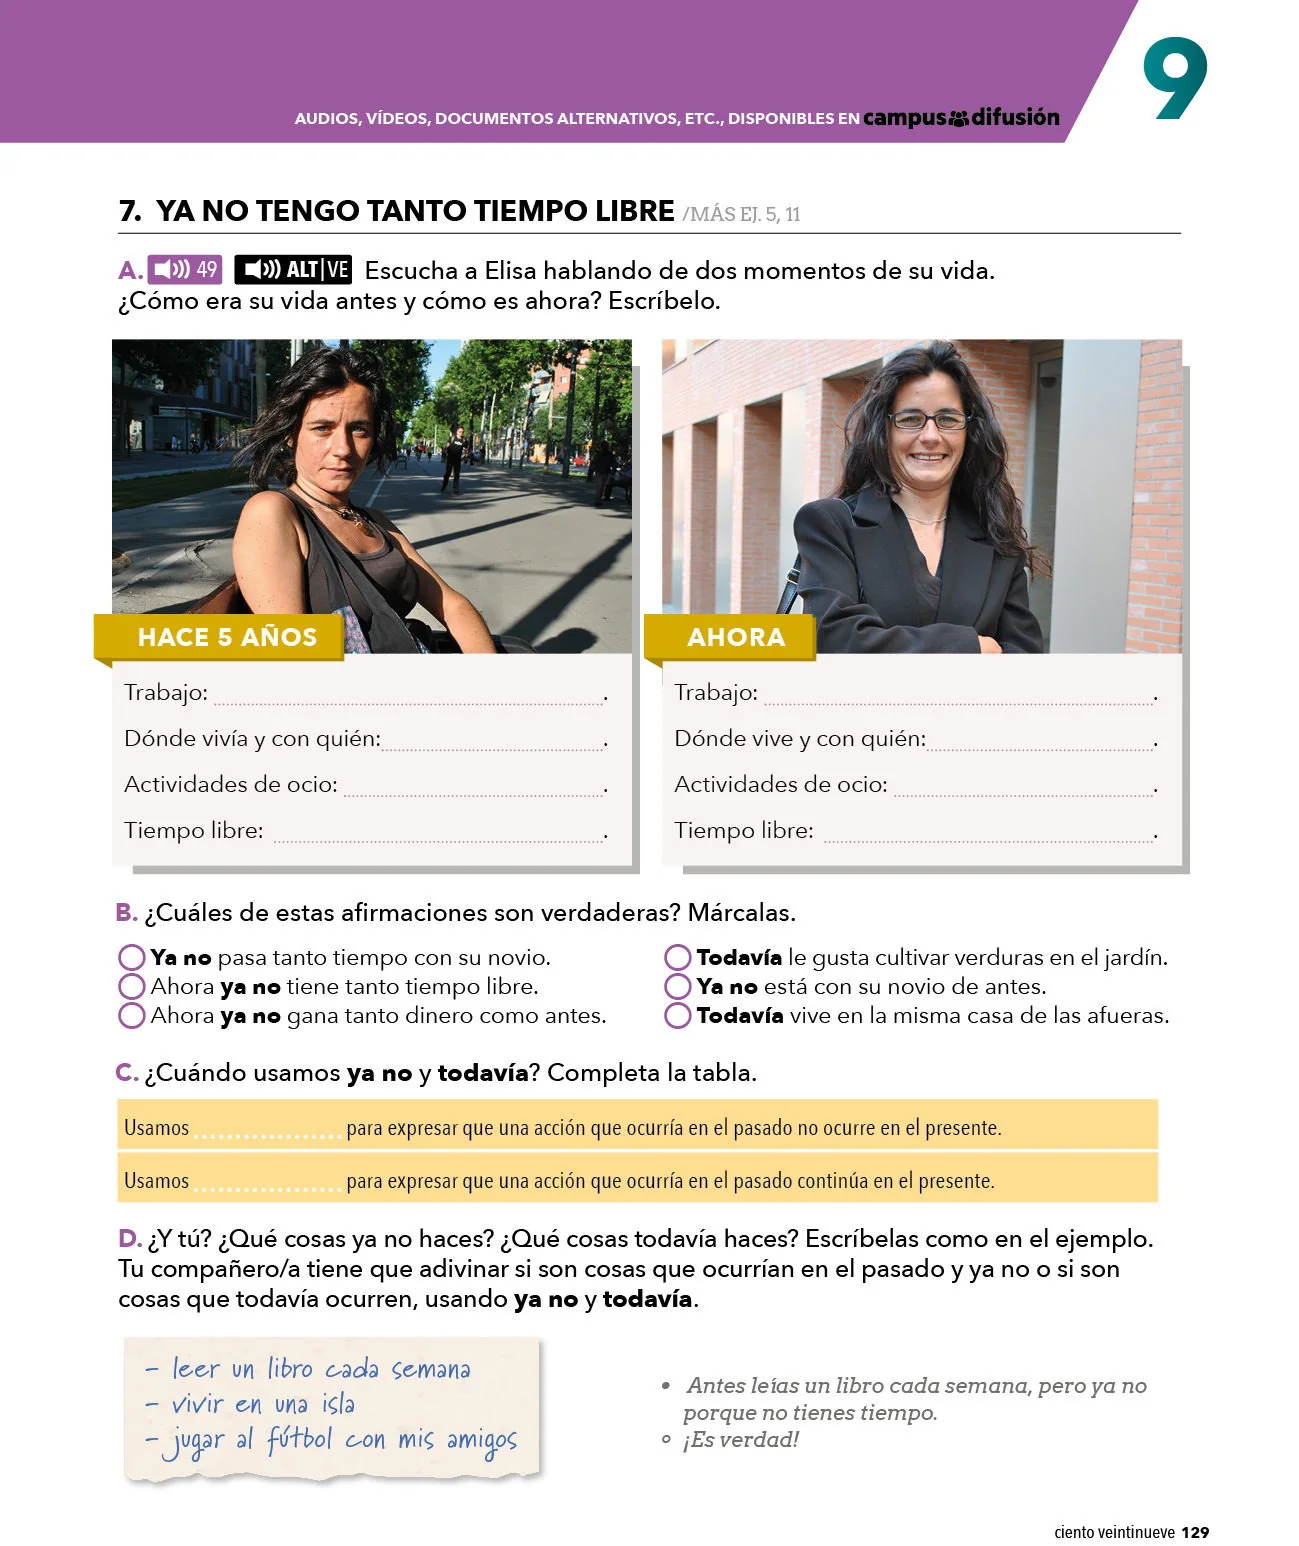 9
AUDIOS, VÍDEOS, DOCUMENTOS ALTERNATIVOS, ETC., DISPONIBLES EN campus difusión
7. YA NO TENGO TANTO TIEMPO LIBRE /MÁS EJ. 5, 11
A. 49 ALT|VE Escucha a Elisa hablando de dos momentos de su vida.
¿Cómo era su vida antes y cómo es ahora? Escríbelo.
HACE 5 AÑOS
Trabajo: .
Dónde vivía y con quién: .
Actividades de ocio: .
Tiempo libre: .
AHORA
Trabajo: .
Dónde vive y con quién: .
Actividades de ocio: .
Tiempo libre: .
B. ¿Cuáles de estas afirmaciones son verdaderas? Márcalas.
Ya no pasa tanto tiempo con su novio.
Ahora ya no tiene tanto tiempo libre.
Ahora ya no gana tanto dinero como antes.
Todavía le gusta cultivar verduras en el jardín.
Ya no está con su novio de antes.
Todavía vive en la misma casa de las afueras.
C. ¿Cuándo usamos ya no y todavía? Completa la tabla.
Usamos .................. para expresar que una acción que ocurría en el pasado no ocurre en el presente.
Usamos .................. para expresar que una acción que ocurría en el pasado continúa en el presente.
D. ¿Y tú? ¿Qué cosas ya no haces? ¿Qué cosas todavía haces? Escríbelas como en el ejemplo.
Tu compañero/a tiene que adivinar si son cosas que ocurrían en el pasado y ya no o si son
cosas que todavía ocurren, usando ya no y todavía.
– leer un libro cada semana
– vivir en una isla
– jugar al fútbol con mis amigos
• Antes leías un libro cada semana, pero ya no
porque no tienes tiempo.
○ ¡Es verdad!
ciento veintinueve 129